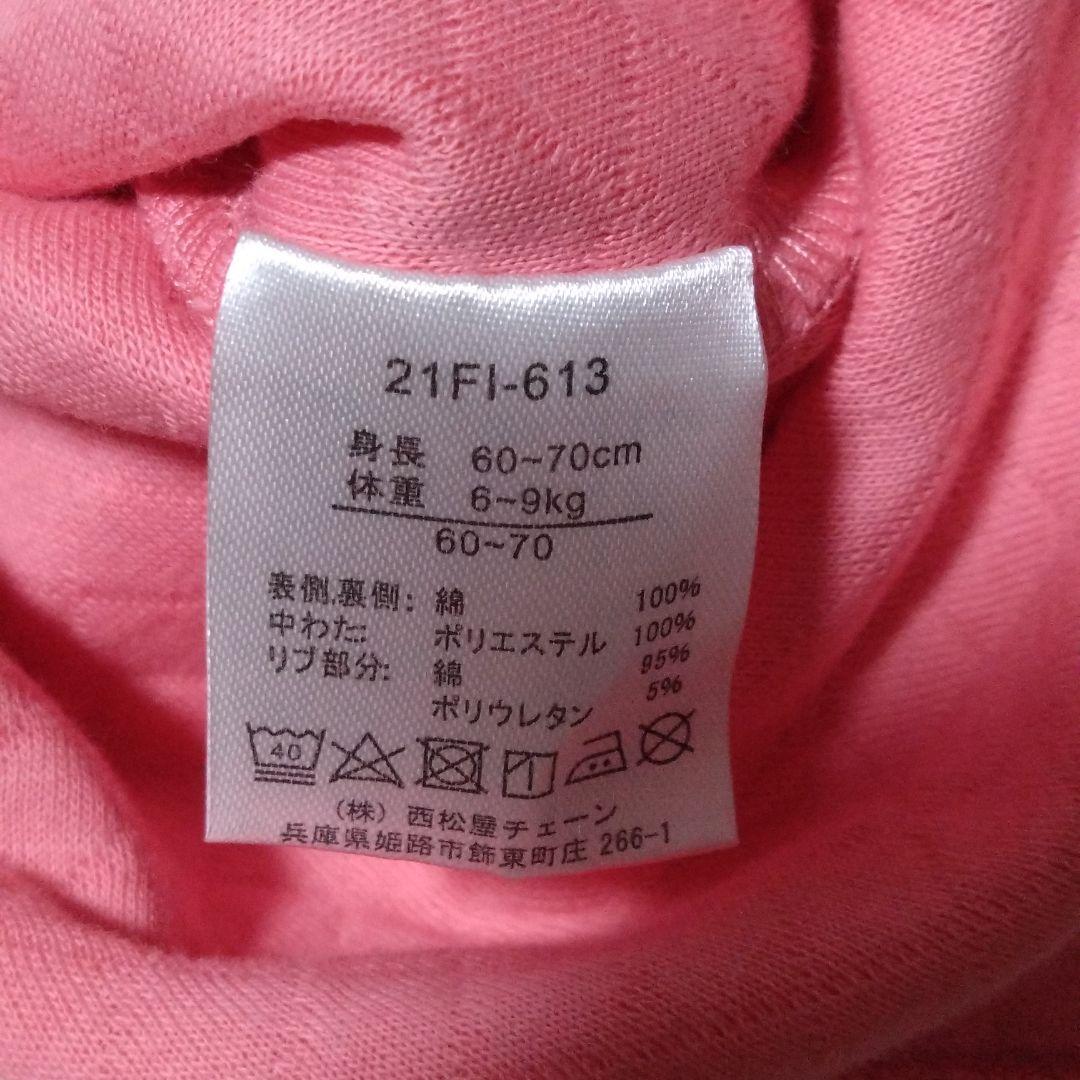 21FI-613
身長 60~70cm
体重 6~9kg
60~70
表側,裏側: 綿 100%
中わた: ポリエステル 100%
リブ部分: 綿 95%
ポリウレタン 5%
40
(株) 西松屋チェーン
兵庫県姫路市飾東町庄 266-1